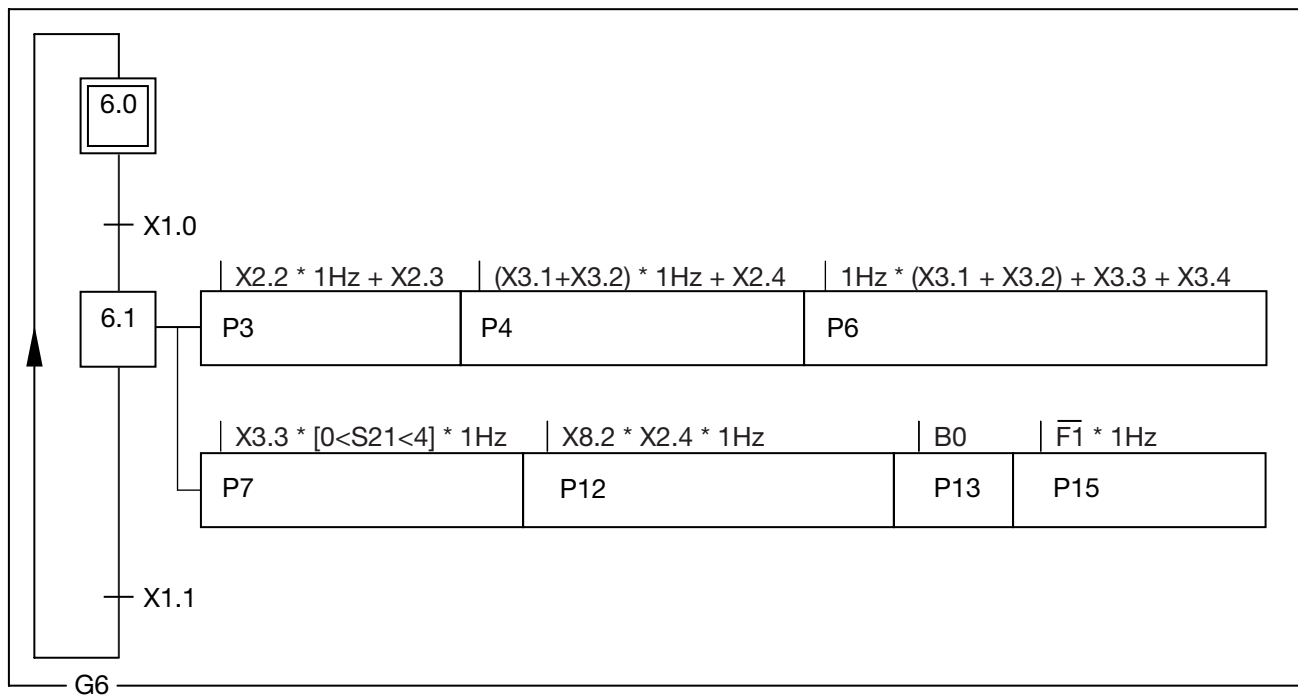 6.0
X1.0
X2.2 * 1Hz + X2.3
(X3.1+X3.2) * 1Hz + X2.4
1Hz * (X3.1 + X3.2) + X3.3 + X3.4
6.1
P3
P4
P6
X3.3 * [0<S21<4] * 1Hz
X8.2 * X2.4 * 1Hz
B0
F̅1̅ * 1Hz
P7
P12
P13
P15
X1.1
G6